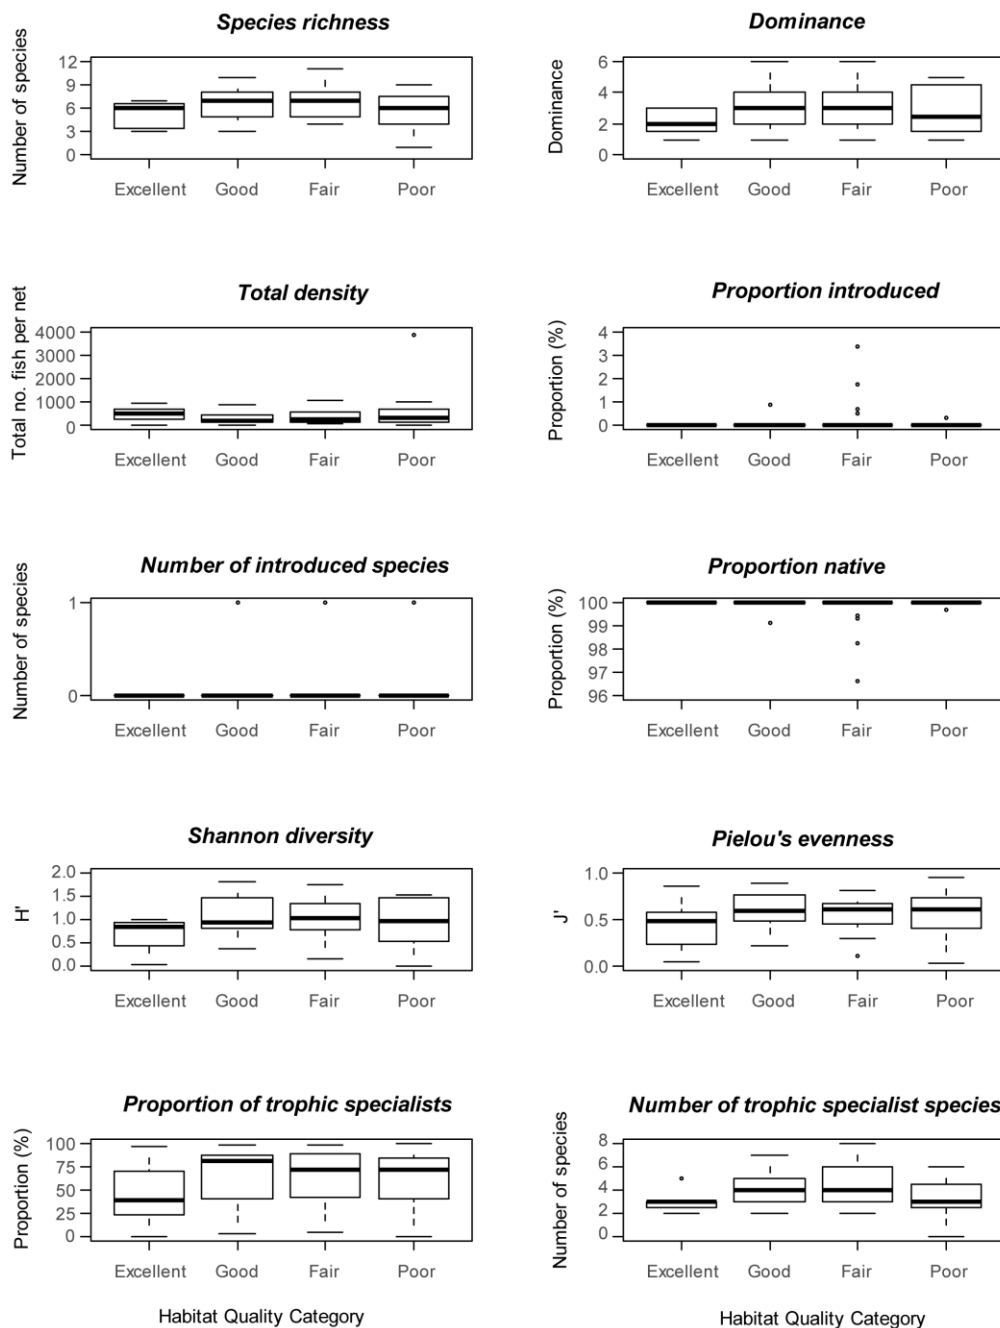 Species richness
Number of species
12
9
6
3
0
Excellent Good Fair Poor
Dominance
Dominance
6
4
2
0
Excellent Good Fair Poor
Total density
Total no. fish per net
4000
3000
2000
1000
0
Excellent Good Fair Poor
Proportion introduced
Proportion (%)
4
3
2
1
0
Excellent Good Fair Poor
Number of introduced species
Number of species
1
0
Excellent Good Fair Poor
Proportion native
Proportion (%)
100
99
98
97
96
Excellent Good Fair Poor
Shannon diversity
H'
2.0
1.5
1.0
0.5
0.0
Excellent Good Fair Poor
Pielou's evenness
J'
1.0
0.5
0.0
Excellent Good Fair Poor
Proportion of trophic specialists
Proportion (%)
100
75
50
25
0
Excellent Good Fair Poor
Habitat Quality Category
Number of trophic specialist species
Number of species
8
6
4
2
0
Excellent Good Fair Poor
Habitat Quality Category